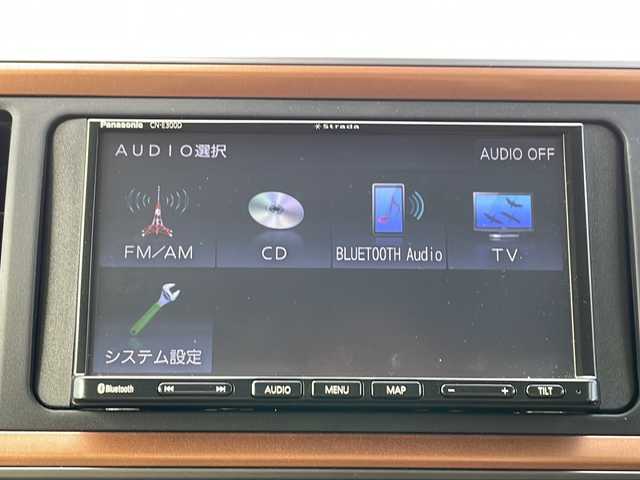 Panasonic CN-E300D Strada
AUDIO選択 AUDIO OFF
FM/AM CD BLUETOOTH Audio TV
システム設定
Bluetooth AUDIO MENU MAP − + TILT